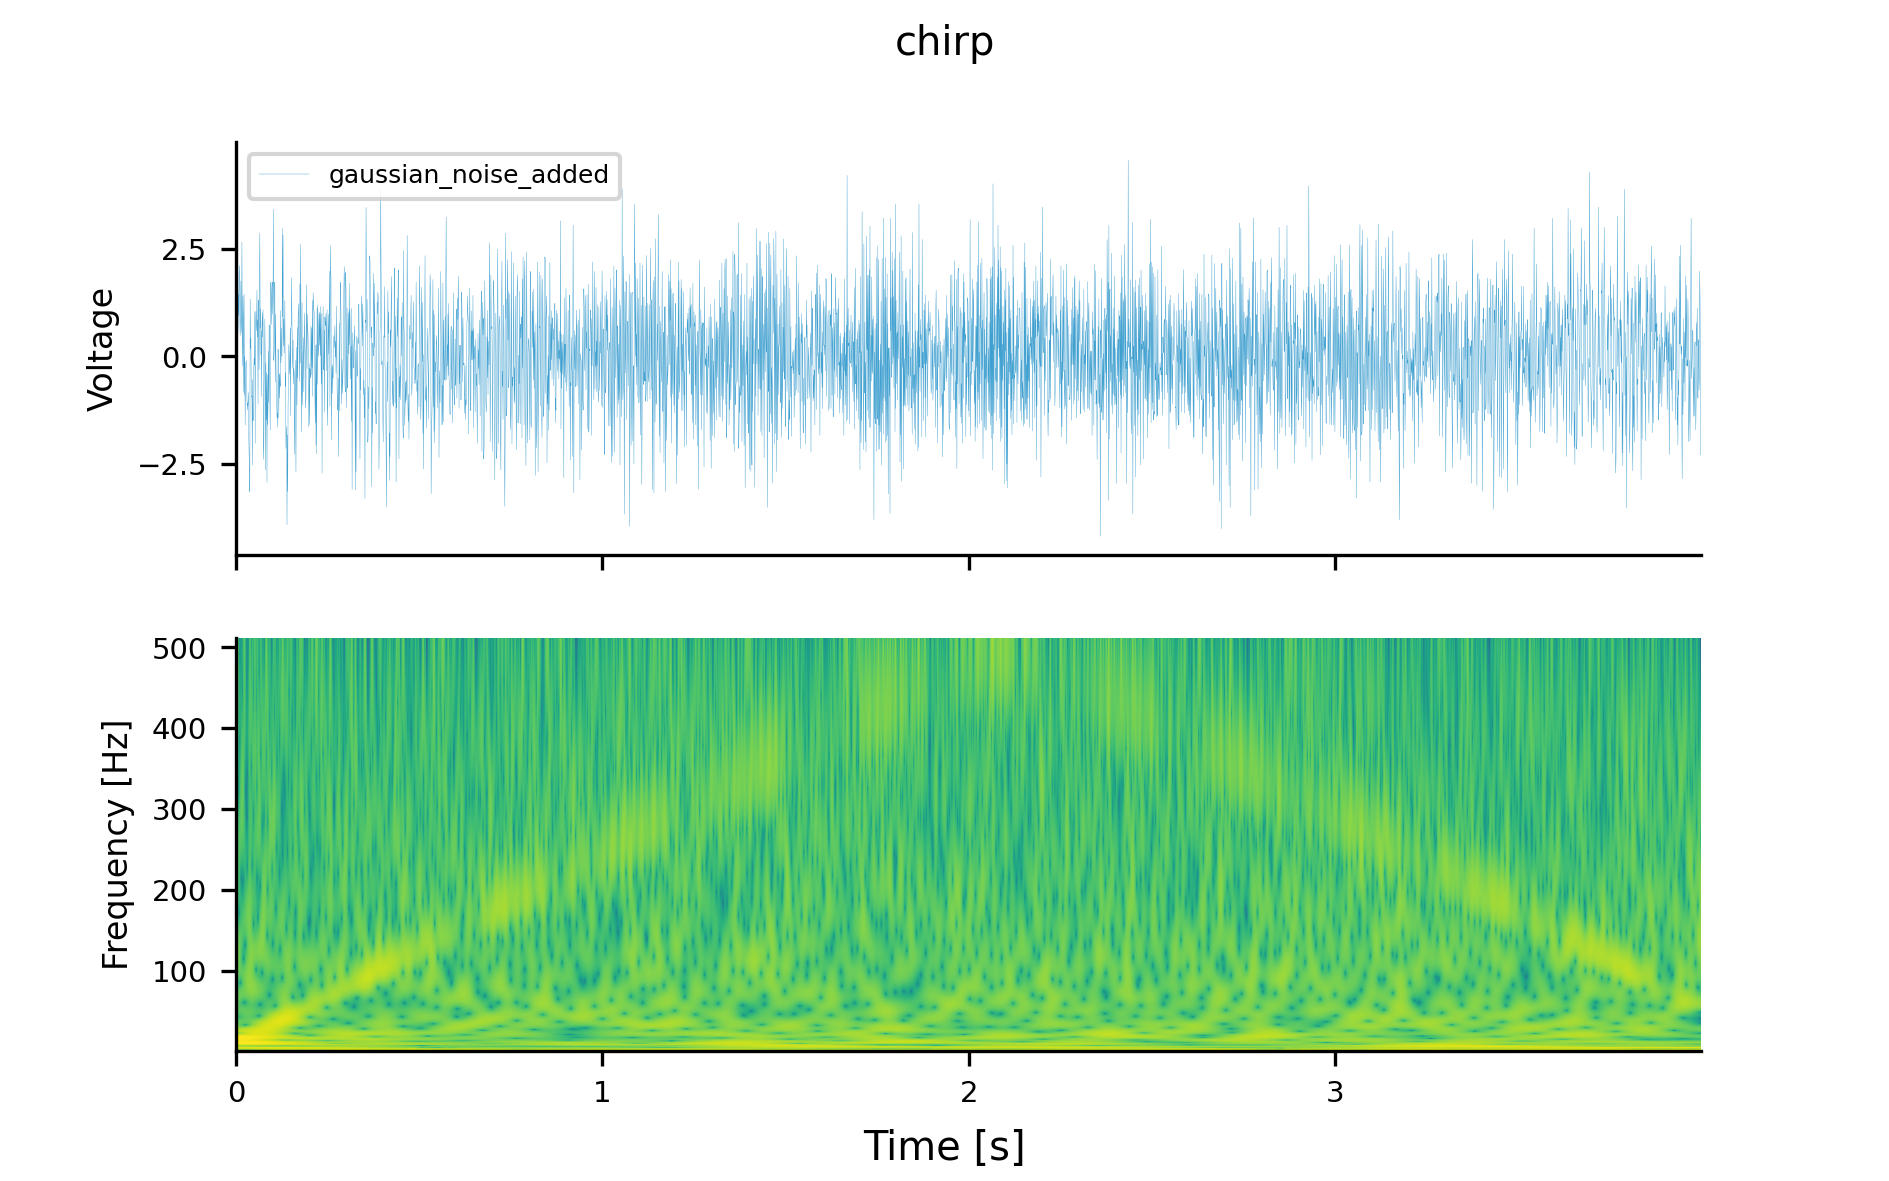 chirp
gaussian_noise_added
Voltage
2.5
0.0
−2.5
Frequency [Hz]
500
400
300
200
100
0
1
2
3
Time [s]